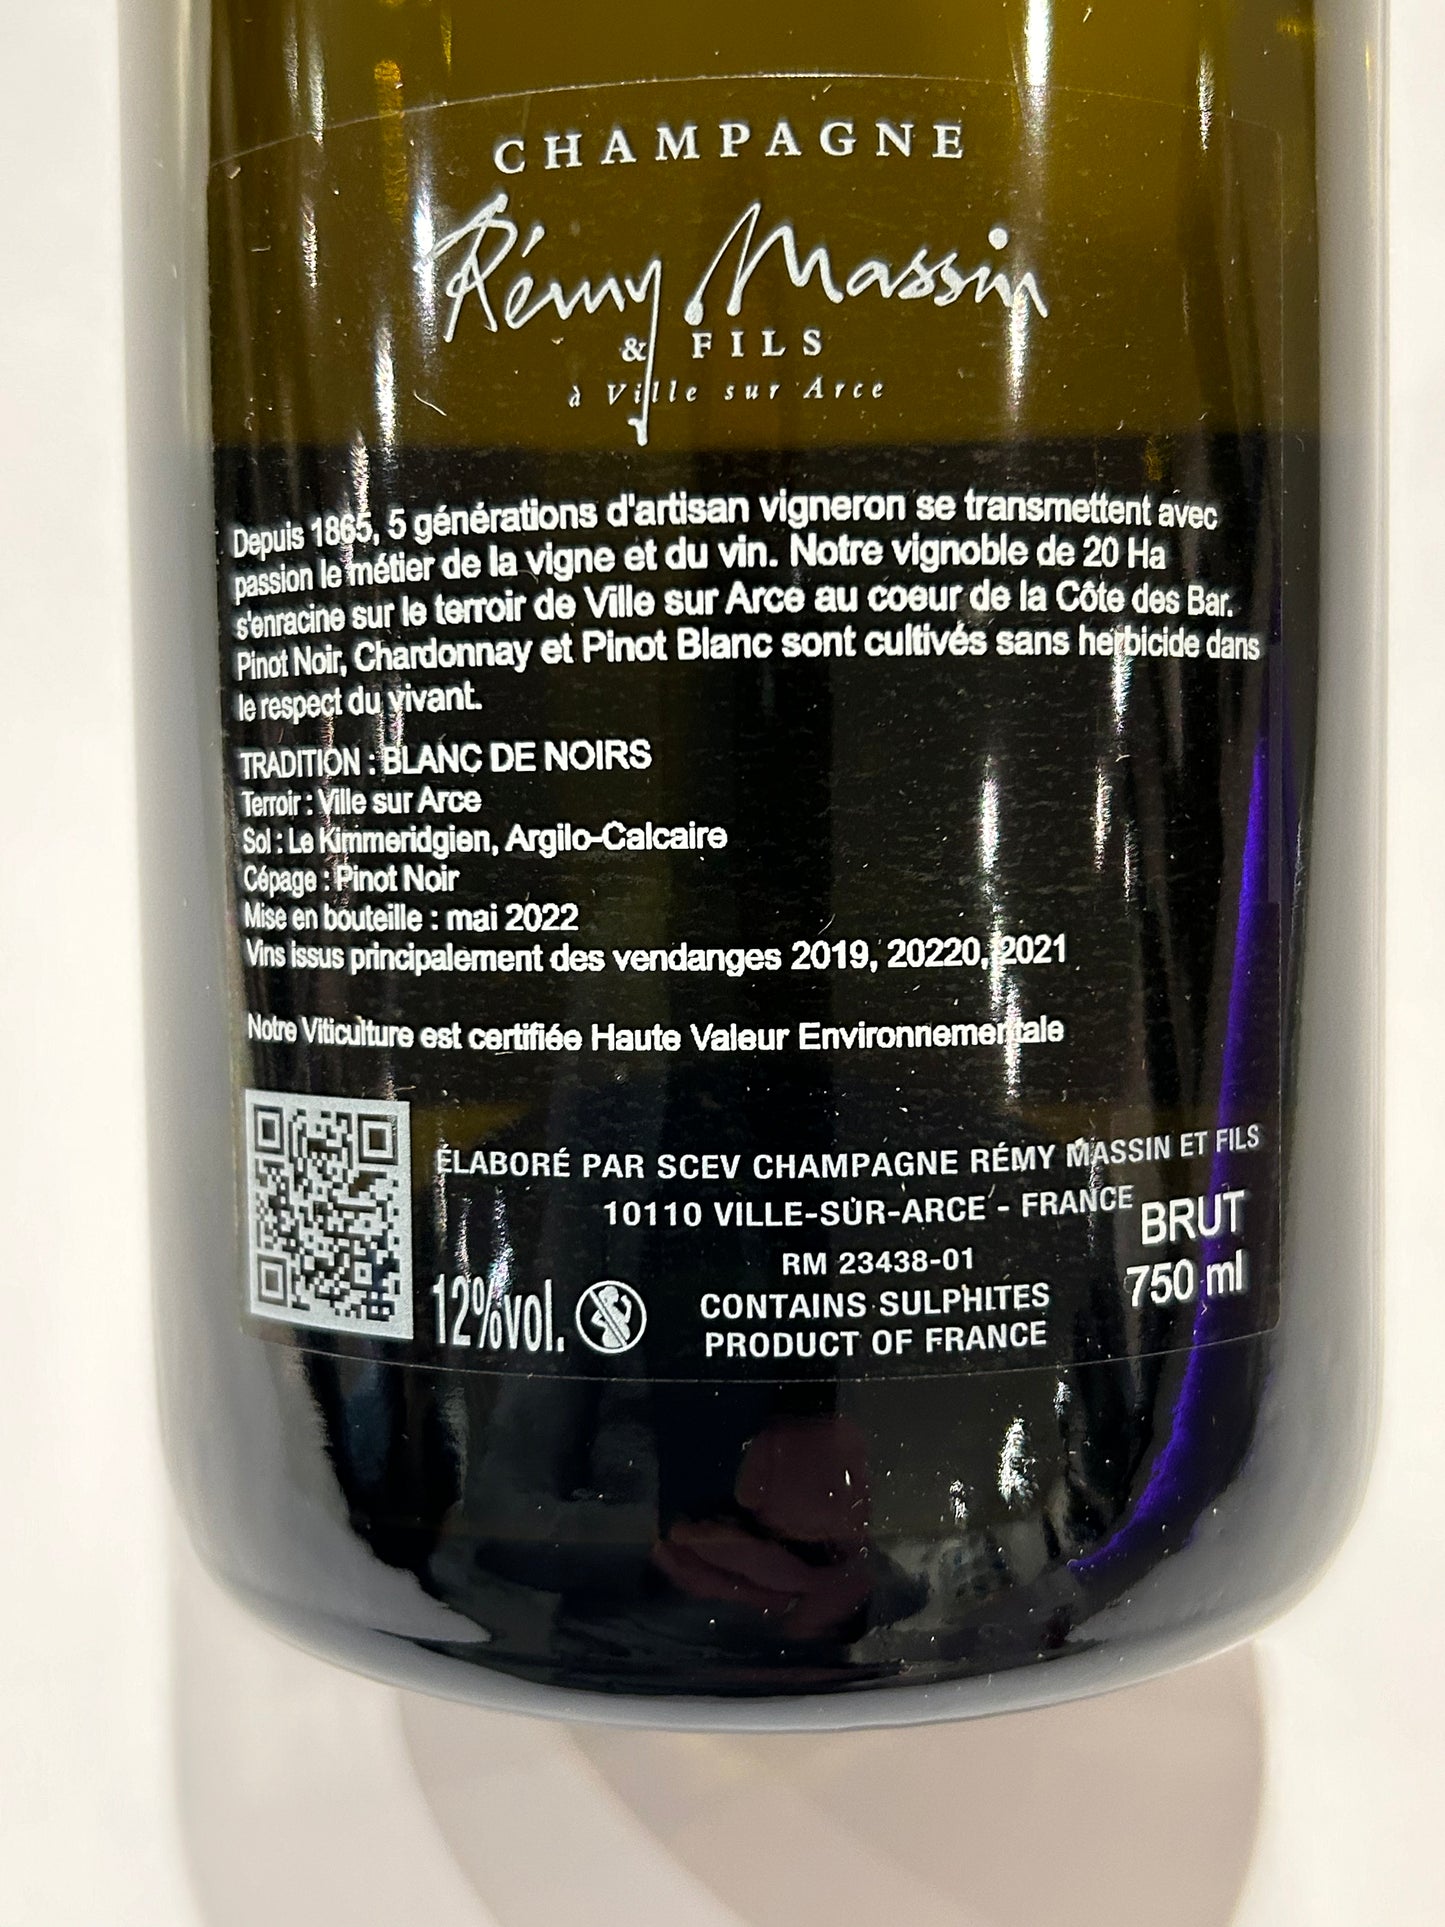 CHAMPAGNE
Rémy Massin
& FILS
à Ville sur Arce
Depuis 1865, 5 générations d'artisan vigneron se transmettent avec
passion le métier de la vigne et du vin. Notre vignoble de 20 Ha
s'enracine sur le terroir de Ville sur Arce au coeur de la Côte des Bar.
Pinot Noir, Chardonnay et Pinot Blanc sont cultivés sans herbicide dans
le respect du vivant.
TRADITION : BLANC DE NOIRS
Terroir : Ville sur Arce
Sol : Le Kimmeridgien, Argilo-Calcaire
Cépage : Pinot Noir
Mise en bouteille : mai 2022
Vins issus principalement des vendanges 2019, 20220, 2021
Notre Viticulture est certifiée Haute Valeur Environnementale
ÉLABORÉ PAR SCEV CHAMPAGNE RÉMY MASSIN ET FILS
10110 VILLE-SUR-ARCE - FRANCE
RM 23438-01
CONTAINS SULPHITES
PRODUCT OF FRANCE
12%vol.
BRUT
750 ml